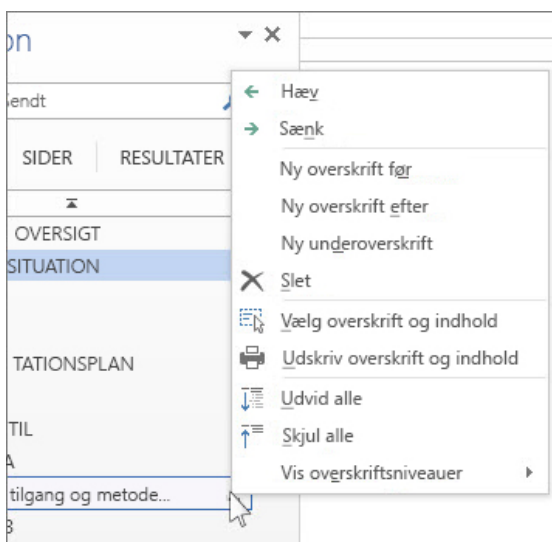 on
Sendt
SIDER
RESULTATER
OVERSIGT
SITUATION
TATIONSPLAN
TIL
A
tilgang og metode...
B
Hæv
Sænk
Ny overskrift før
Ny overskrift efter
Ny underoverskrift
Slet
Vælg overskrift og indhold
Udskriv overskrift og indhold
Udvid alle
Skjul alle
Vis overskriftsniveauer